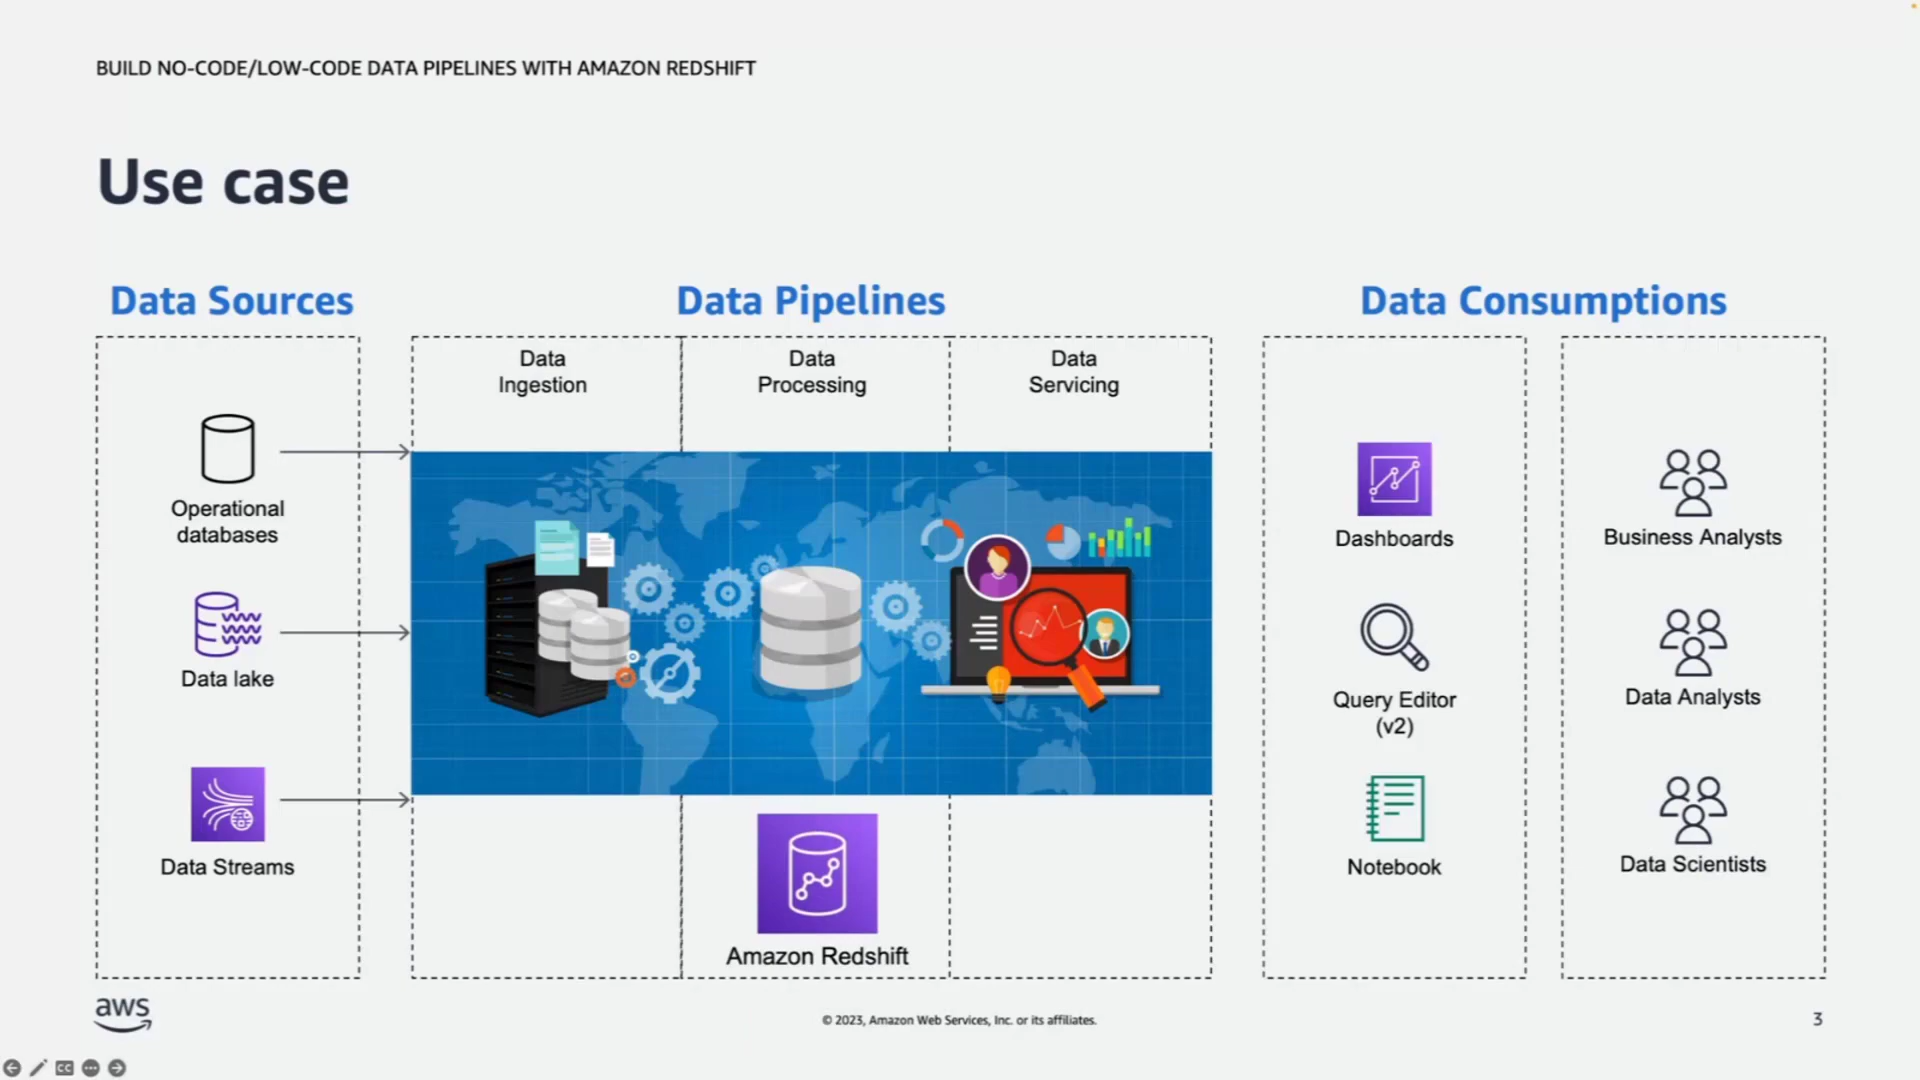 BUILD NO-CODE/LOW-CODE DATA PIPELINES WITH AMAZON REDSHIFT
Use case
Data Sources
Data Pipelines
Data Consumptions
Operational
databases
Data lake
Data Streams
Data
Ingestion
Data
Processing
Data
Servicing
Amazon Redshift
Dashboards
Query Editor
(v2)
Notebook
Business Analysts
Data Analysts
Data Scientists
aws
© 2023, Amazon Web Services, Inc. or its affiliates.
3
CC